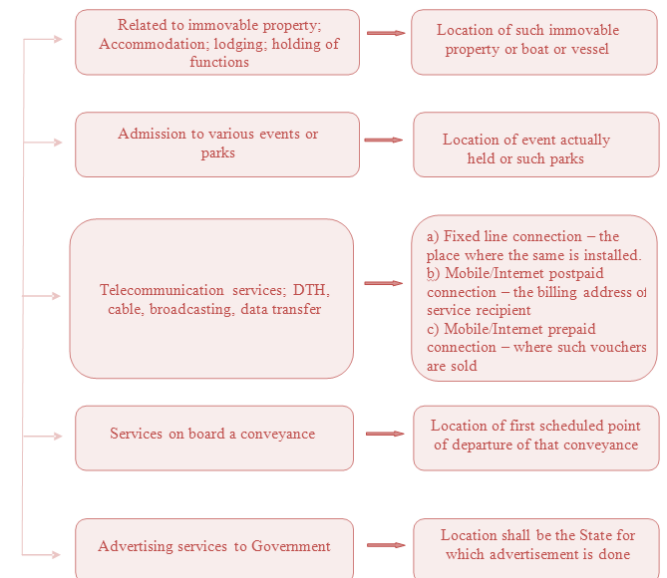 Related to immovable property;
Accommodation; lodging; holding of
functions
Location of such immovable
property or boat or vessel
Admission to various events or
parks
Location of event actually
held or such parks
Telecommunication services; DTH,
cable, broadcasting, data transfer
a) Fixed line connection – the
place where the same is installed.
b) Mobile/Internet postpaid
connection – the billing address of
service recipient
c) Mobile/Internet prepaid
connection – where such vouchers
are sold
Services on board a conveyance
Location of first scheduled point
of departure of that conveyance
Advertising services to Government
Location shall be the State for
which advertisement is done